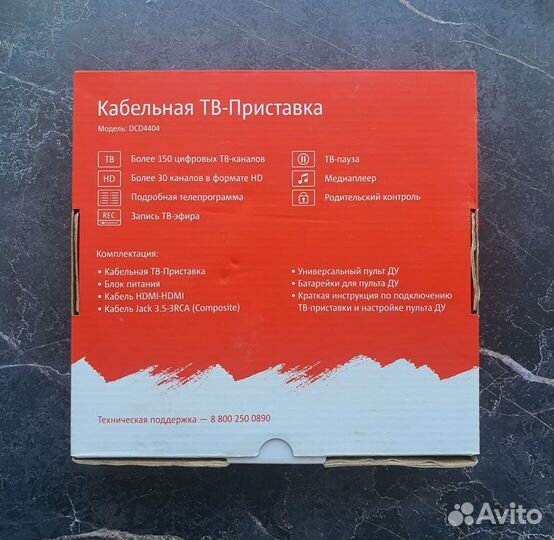 Кабельная ТВ-Приставка
Модель: DCD4404
ТВ Более 150 цифровых ТВ-каналов
HD Более 30 каналов в формате HD
Подробная телепрограмма
REC Запись ТВ-эфира
ТВ-пауза
Медиаплеер
Родительский контроль
Комплектация:
• Кабельная ТВ-Приставка
• Блок питания
• Кабель HDMI-HDMI
• Кабель Jack 3.5-3RCA (Composite)
• Универсальный пульт ДУ
• Батарейки для пульта ДУ
• Краткая инструкция по подключению
ТВ-приставки и настройке пульта ДУ
Техническая поддержка — 8 800 250 0890
Avito